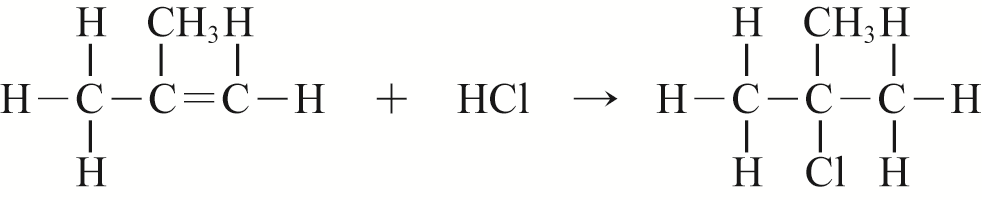 H CH₃H H CH₃H
H—C—C=C—H + HCl → H—C—C—C—H
H H Cl H